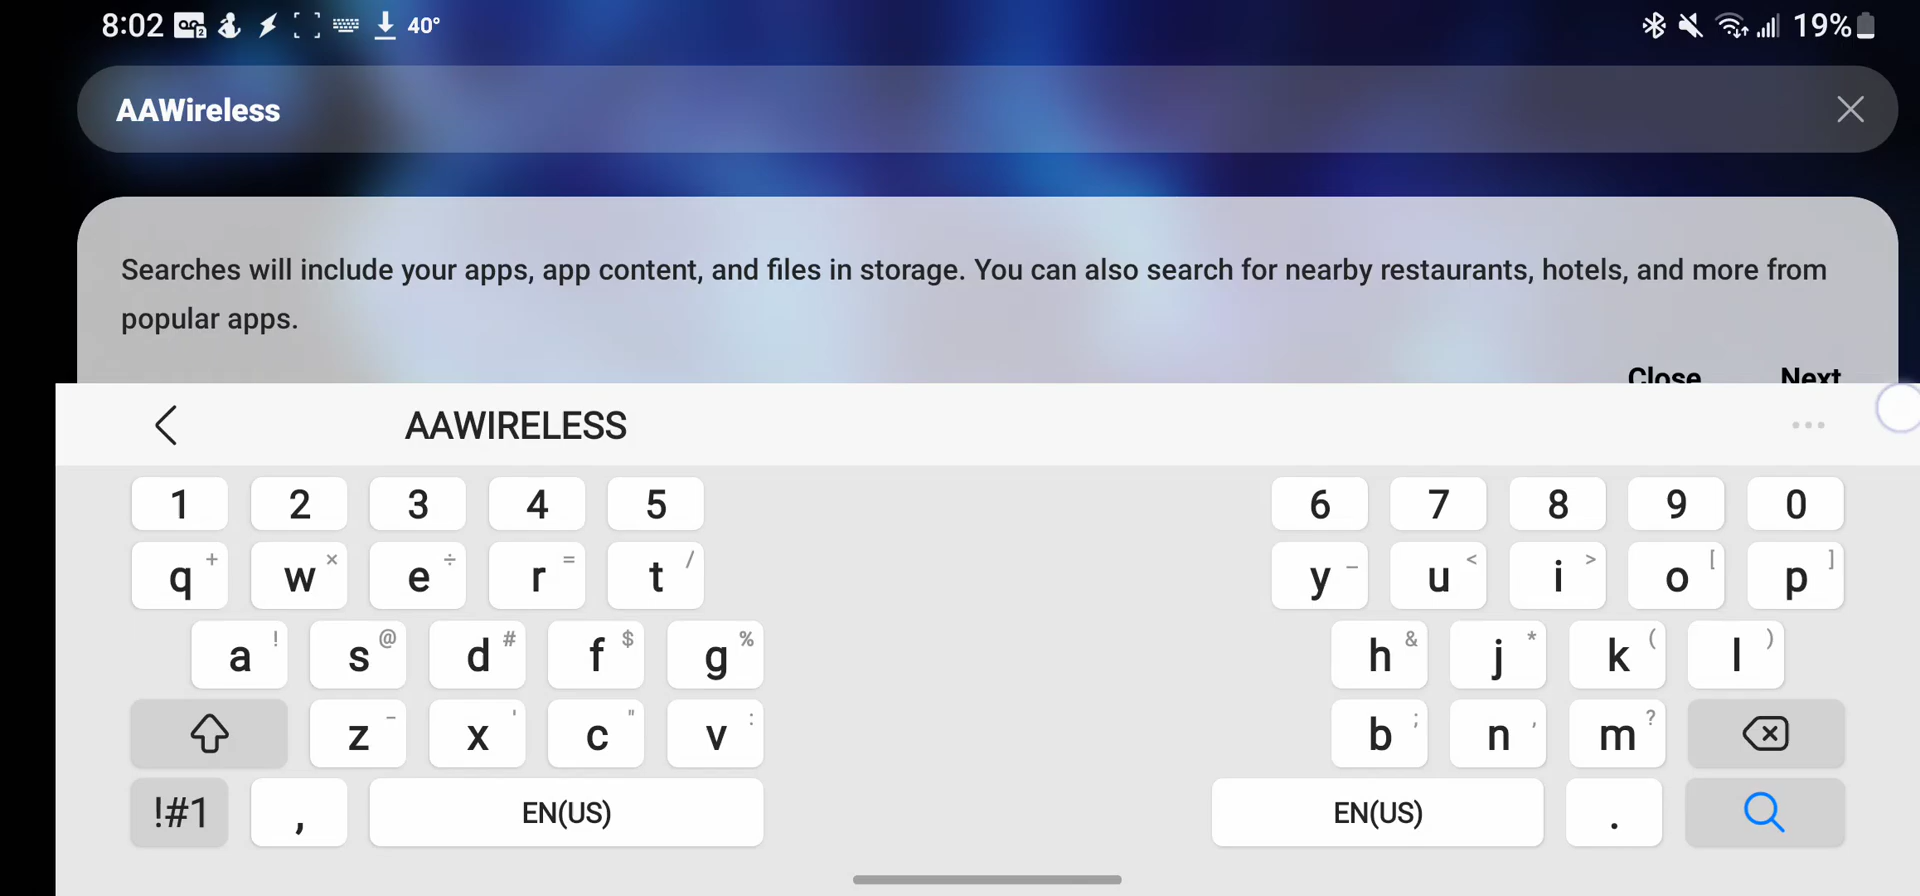 8:02 40° 19%
AAWireless
Searches will include your apps, app content, and files in storage. You can also search for nearby restaurants, hotels, and more from
popular apps.
Close Next
AAWIRELESS
1 2 3 4 5 6 7 8 9 0
q + w × e ÷ r = t / y _ u < i > o [ p ]
a ! s @ d # f $ g % h & j * k ( l )
z - x ' c " v : b ; n , m ?
!#1 , EN(US) EN(US) .